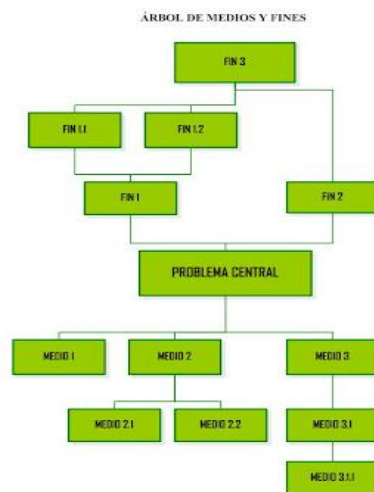 ÁRBOL DE MEDIOS Y FINES
FIN 3
FIN 1.1
FIN 1.2
FIN 1
FIN 2
PROBLEMA CENTRAL
MEDIO 1
MEDIO 2
MEDIO 3
MEDIO 2.1
MEDIO 2.2
MEDIO 3.1
MEDIO 3.1.1